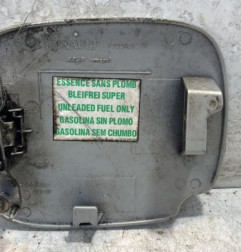 ESSENCE SANS PLOMB
BLEIFREI SUPER
UNLEADED FUEL ONLY
GASOLINA SIN PLOMO
GASOLINA SEM CHUMBO